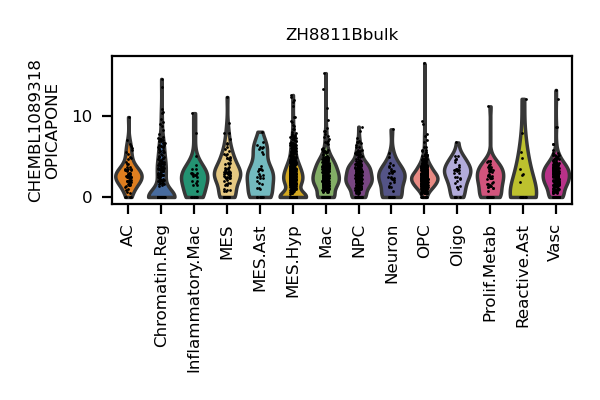 ZH8811Bbulk
CHEMBL1089318
OPICAPONE
10
0
AC
Chromatin.Reg
Inflammatory.Mac
MES
MES.Ast
MES.Hyp
Mac
NPC
Neuron
OPC
Oligo
Prolif.Metab
Reactive.Ast
Vasc